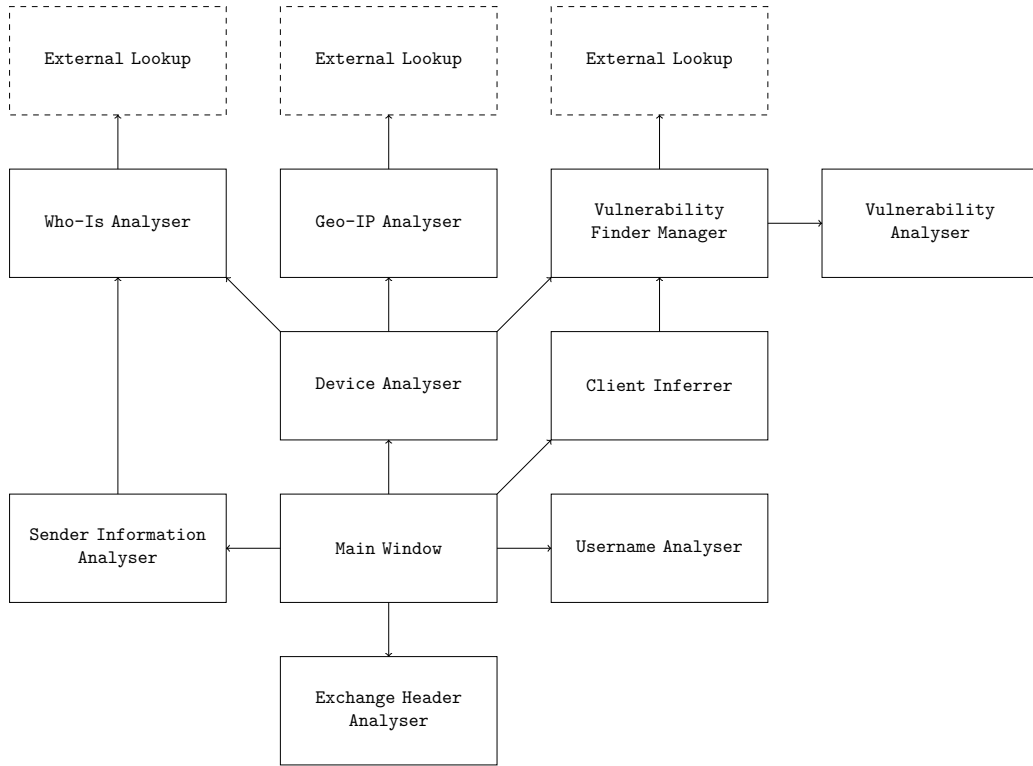 External Lookup
External Lookup
External Lookup
Who-Is Analyser
Geo-IP Analyser
Vulnerability
Finder Manager
Vulnerability
Analyser
Device Analyser
Client Inferrer
Sender Information
Analyser
Main Window
Username Analyser
Exchange Header
Analyser